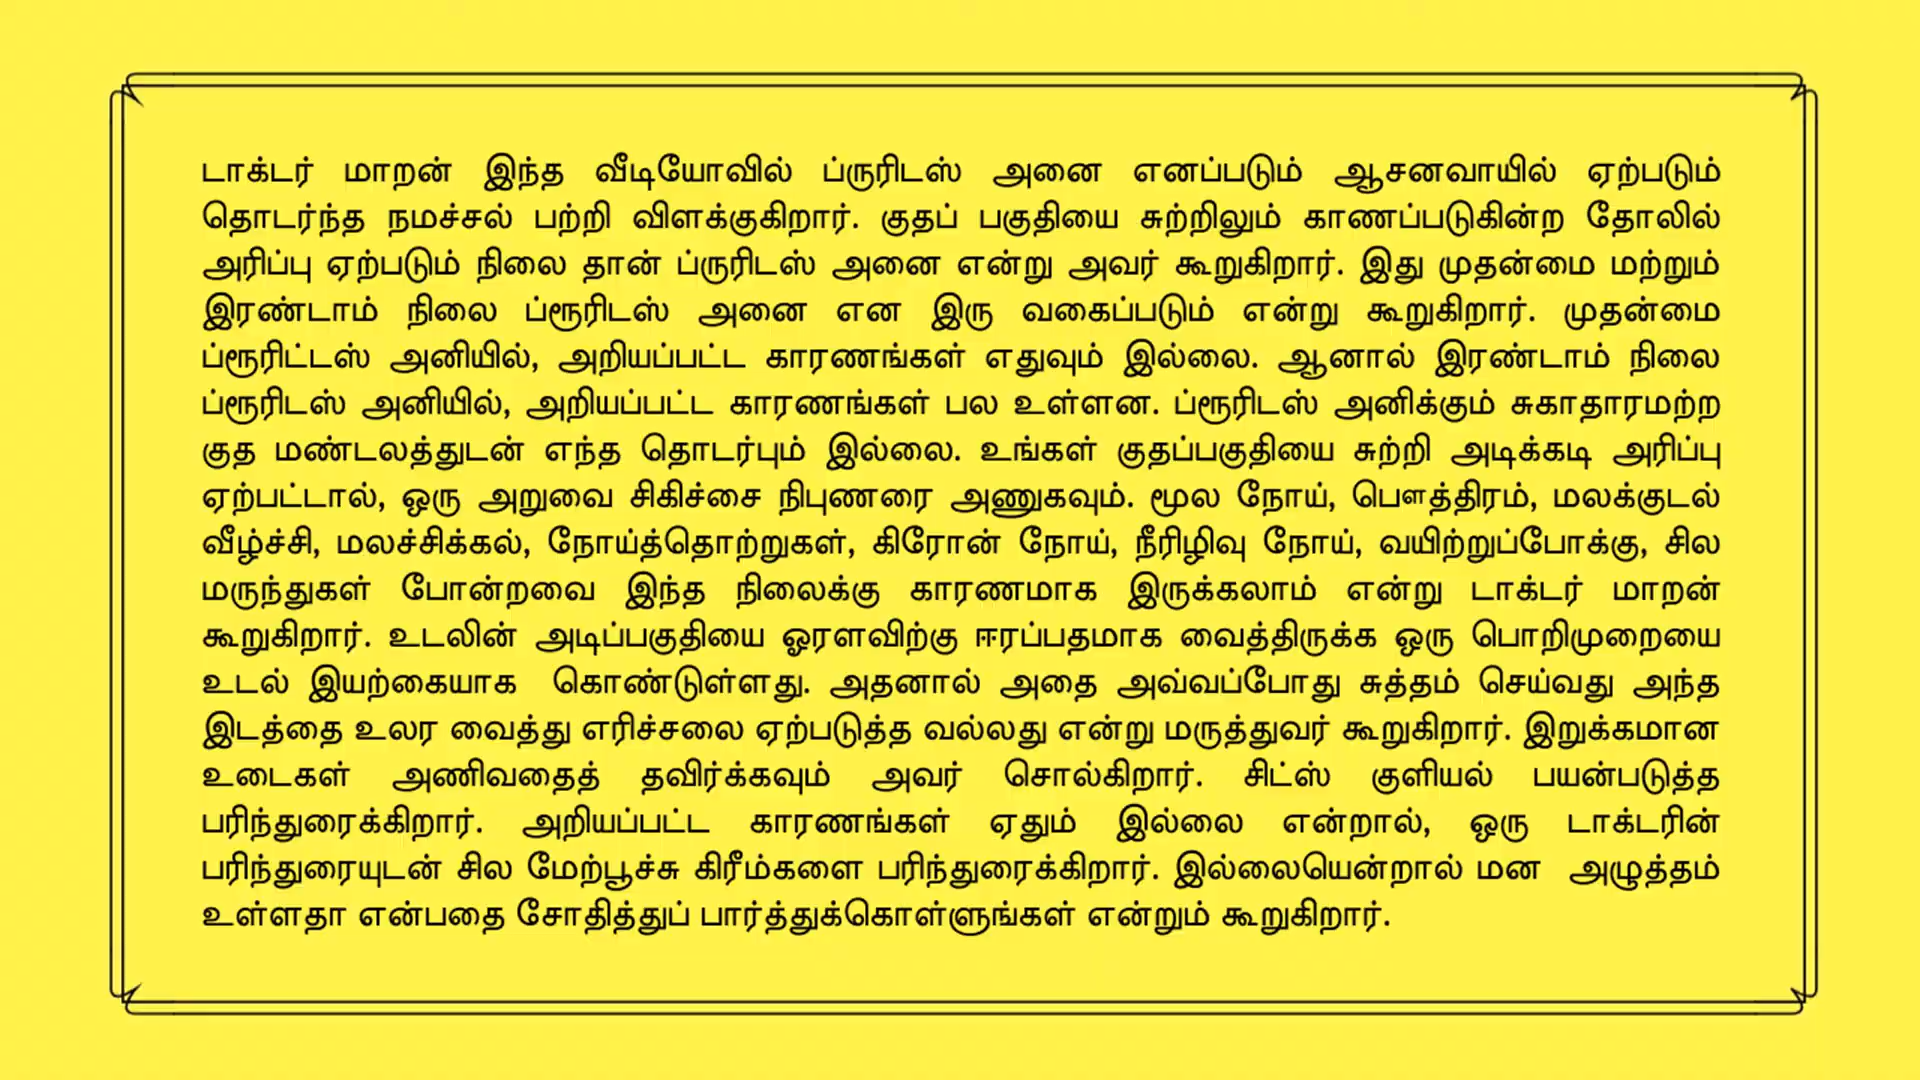 டாக்டர் மாறன் இந்த வீடியோவில் ப்ருரிடஸ் அனை எனப்படும் ஆசனவாயில் ஏற்படும்
தொடர்ந்த நமச்சல் பற்றி விளக்குகிறார். குதப் பகுதியை சுற்றிலும் காணப்படுகின்ற தோலில்
அரிப்பு ஏற்படும் நிலை தான் ப்ருரிடஸ் அனை என்று அவர் கூறுகிறார். இது முதன்மை மற்றும்
இரண்டாம் நிலை ப்ரூரிடஸ் அனை என இரு வகைப்படும் என்று கூறுகிறார். முதன்மை
ப்ரூரிட்டஸ் அனியில், அறியப்பட்ட காரணங்கள் எதுவும் இல்லை. ஆனால் இரண்டாம் நிலை
ப்ரூரிடஸ் அனியில், அறியப்பட்ட காரணங்கள் பல உள்ளன. ப்ரூரிடஸ் அனிக்கும் சுகாதாரமற்ற
குத மண்டலத்துடன் எந்த தொடர்பும் இல்லை. உங்கள் குதப்பகுதியை சுற்றி அடிக்கடி அரிப்பு
ஏற்பட்டால், ஒரு அறுவை சிகிச்சை நிபுணரை அணுகவும். மூல நோய், பௌத்திரம், மலக்குடல்
வீழ்ச்சி, மலச்சிக்கல், நோய்த்தொற்றுகள், கிரோன் நோய், நீரிழிவு நோய், வயிற்றுப்போக்கு, சில
மருந்துகள் போன்றவை இந்த நிலைக்கு காரணமாக இருக்கலாம் என்று டாக்டர் மாறன்
கூறுகிறார். உடலின் அடிப்பகுதியை ஓரளவிற்கு ஈரப்பதமாக வைத்திருக்க ஒரு பொறிமுறையை
உடல் இயற்கையாக கொண்டுள்ளது. அதனால் அதை அவ்வப்போது சுத்தம் செய்வது அந்த
இடத்தை உலர வைத்து எரிச்சலை ஏற்படுத்த வல்லது என்று மருத்துவர் கூறுகிறார். இறுக்கமான
உடைகள் அணிவதைத் தவிர்க்கவும் அவர் சொல்கிறார். சிட்ஸ் குளியல் பயன்படுத்த
பரிந்துரைக்கிறார். அறியப்பட்ட காரணங்கள் ஏதும் இல்லை என்றால், ஒரு டாக்டரின்
பரிந்துரையுடன் சில மேற்பூச்சு கிரீம்களை பரிந்துரைக்கிறார். இல்லையென்றால் மன அழுத்தம்
உள்ளதா என்பதை சோதித்துப் பார்த்துக்கொள்ளுங்கள் என்றும் கூறுகிறார்.